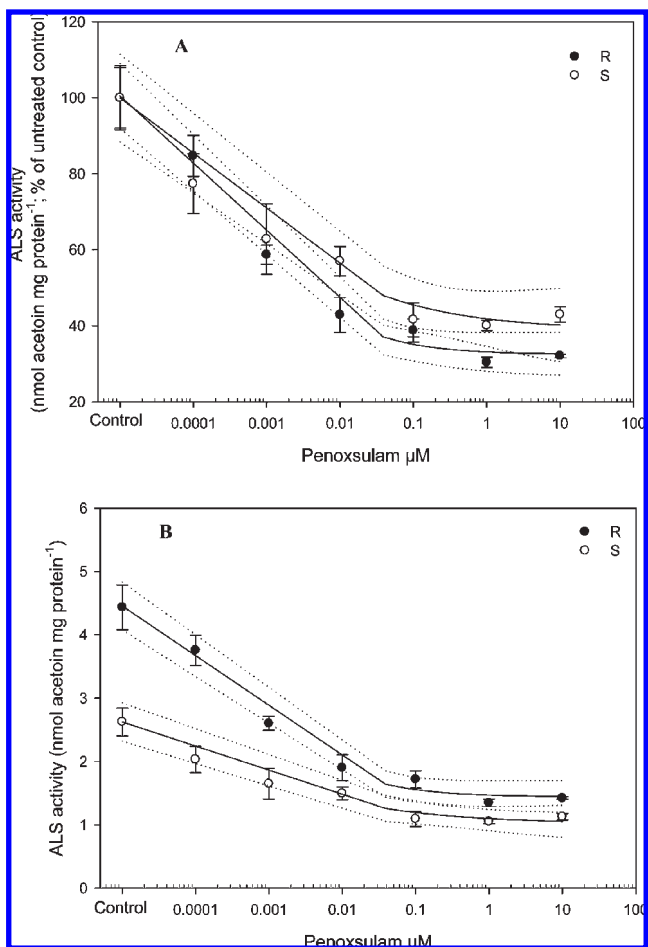 A
R
S
120
100
80
60
40
20
ALS activity
(nmol acetoin mg protein⁻¹; % of untreated control)
Control 0.0001 0.001 0.01 0.1 1 10 100
Penoxsulam µM
B
R
S
6
5
4
3
2
1
0
ALS activity (nmol acetoin mg protein⁻¹)
Control 0.0001 0.001 0.01 0.1 1 10 100
Penoxsulam µM